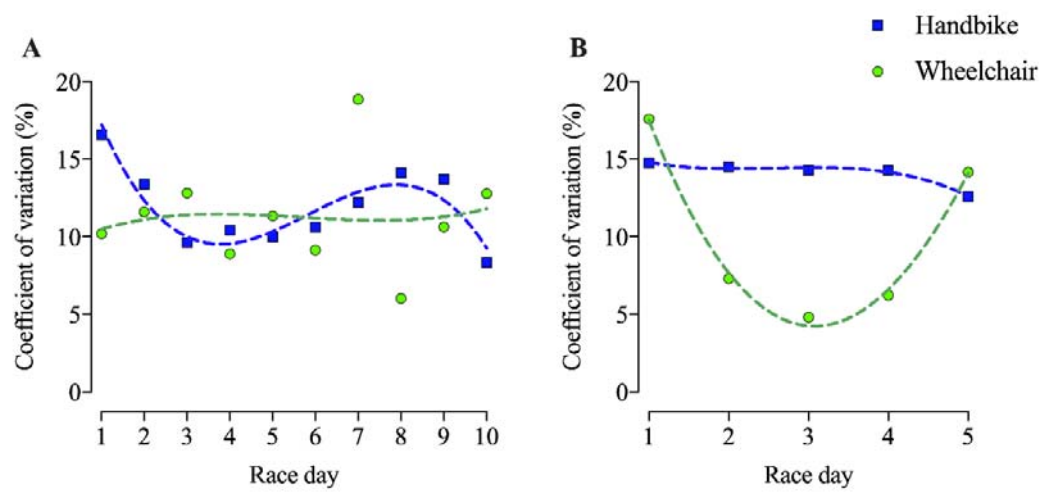 Handbike
Wheelchair
A
Coefficient of variation (%)
20
15
10
5
0
1 2 3 4 5 6 7 8 9 10
Race day
B
Coefficient of variation (%)
20
15
10
5
0
1 2 3 4 5
Race day